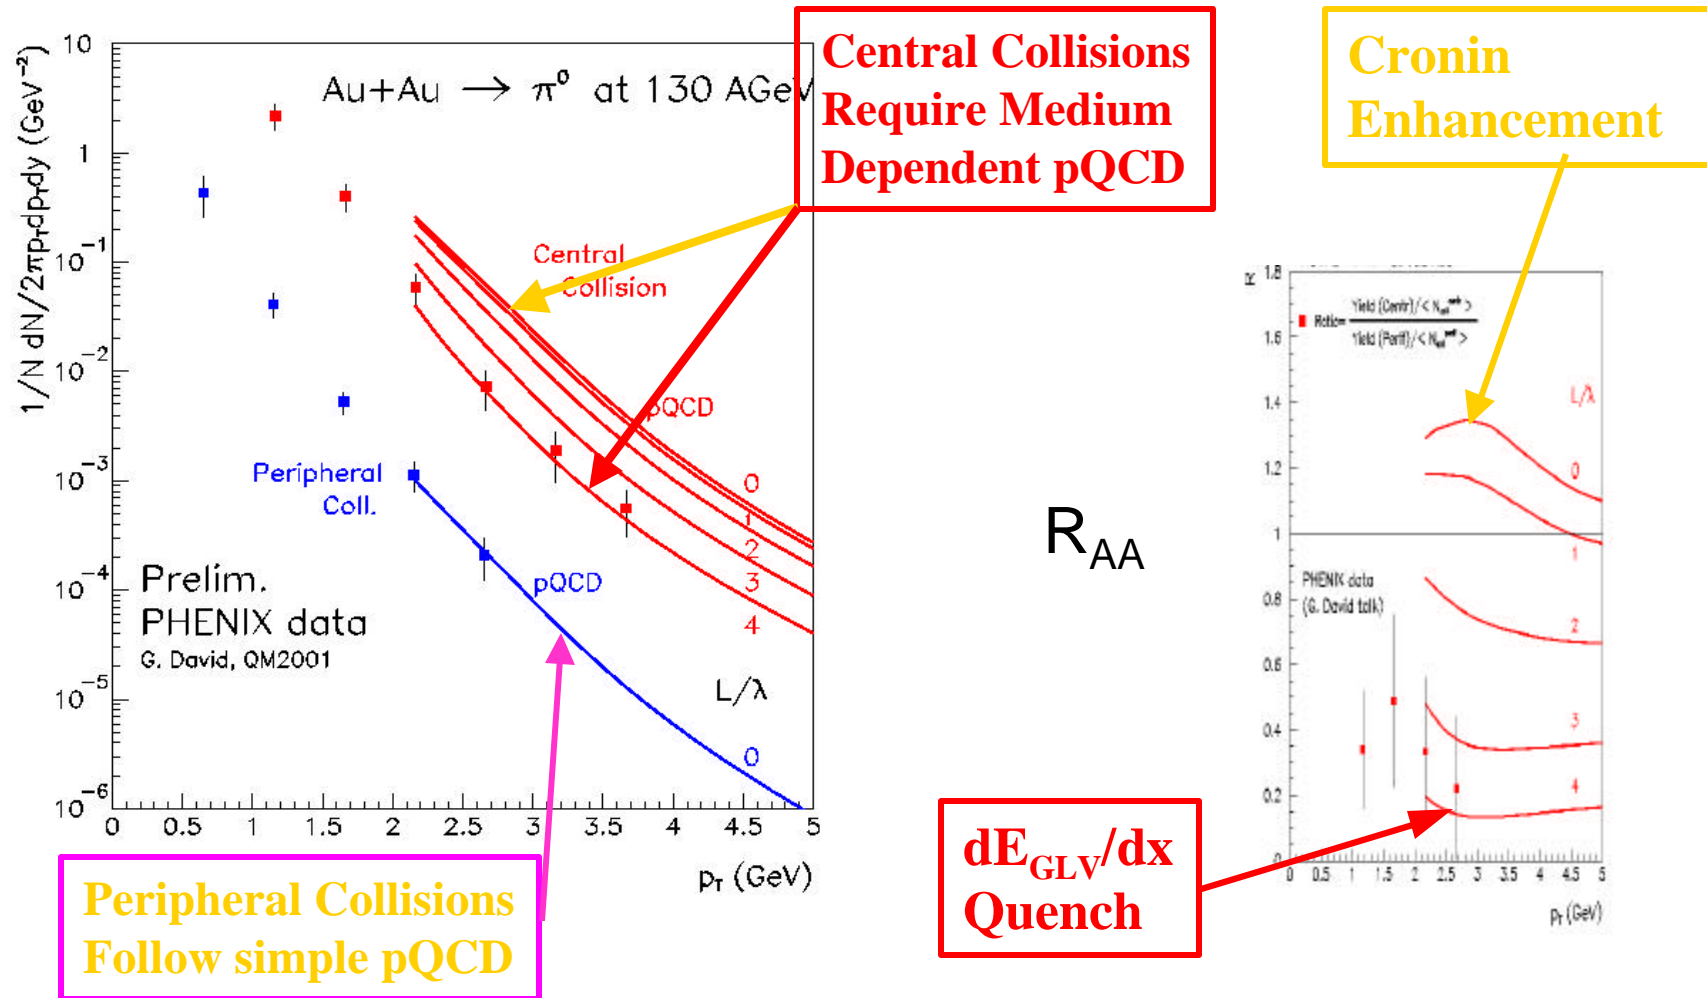 Central Collisions
Require Medium
Dependent pQCD
Cronin
Enhancement
1/N dN/2πp_Tdp_Tdy (GeV⁻²)
Au+Au → π⁰ at 130 AGeV
10
1
10⁻¹
10⁻²
10⁻³
10⁻⁴
10⁻⁵
10⁻⁶
Central
Collision
pQCD
0
1
2
3
4
Peripheral
Coll.
pQCD
Prelim.
PHENIX data
G. David, QM2001
L/λ
0
0 0.5 1 1.5 2 2.5 3 3.5 4 4.5 5
p_T (GeV)
Peripheral Collisions
Follow simple pQCD
R_AA
dE_GLV/dx
Quench
1.8
1.6
1.4
1.2
1
0.8
0.6
0.4
0.2
0
Ratio=
Yield (Centr)/<
Yield (Perif)/<
L/λ
0
1
2
3
4
PHENIX data
(G. David talk)
0 0.5 1 1.5 2 2.5 3 3.5 4 4.5 5
p_T (GeV)